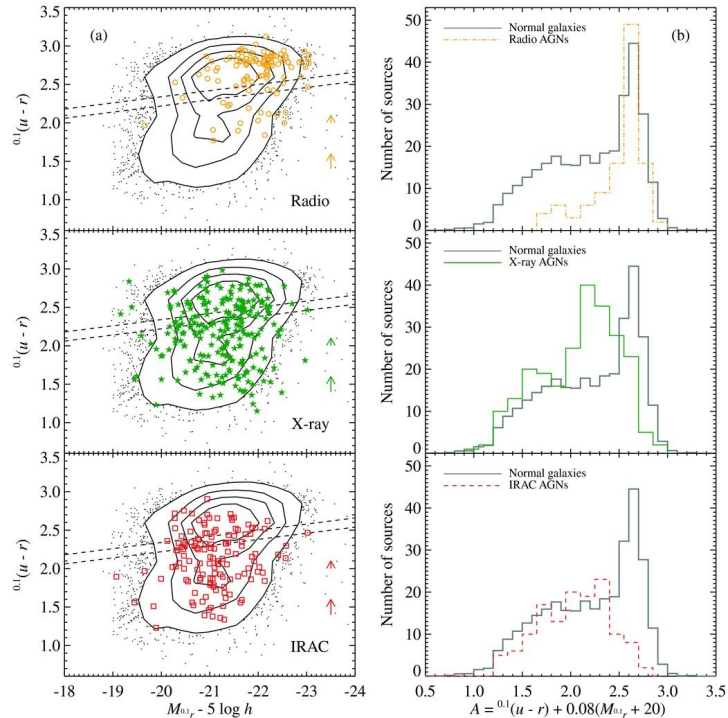 (a)
3.5
3.0
2.5
2.0
1.5
1.0
0.1(u - r)
Radio
3.5
3.0
2.5
2.0
1.5
1.0
0.1(u - r)
X-ray
3.5
3.0
2.5
2.0
1.5
1.0
0.1(u - r)
IRAC
-18 -19 -20 -21 -22 -23 -24
M0.1r - 5 log h
(b)
Normal galaxies
Radio AGNs
50
40
30
20
10
Number of sources
Normal galaxies
X-ray AGNs
50
40
30
20
10
Number of sources
Normal galaxies
IRAC AGNs
50
40
30
20
10
Number of sources
0.5 1.0 1.5 2.0 2.5 3.0 3.5
A = 0.1(u - r) + 0.08(M0.1r + 20)